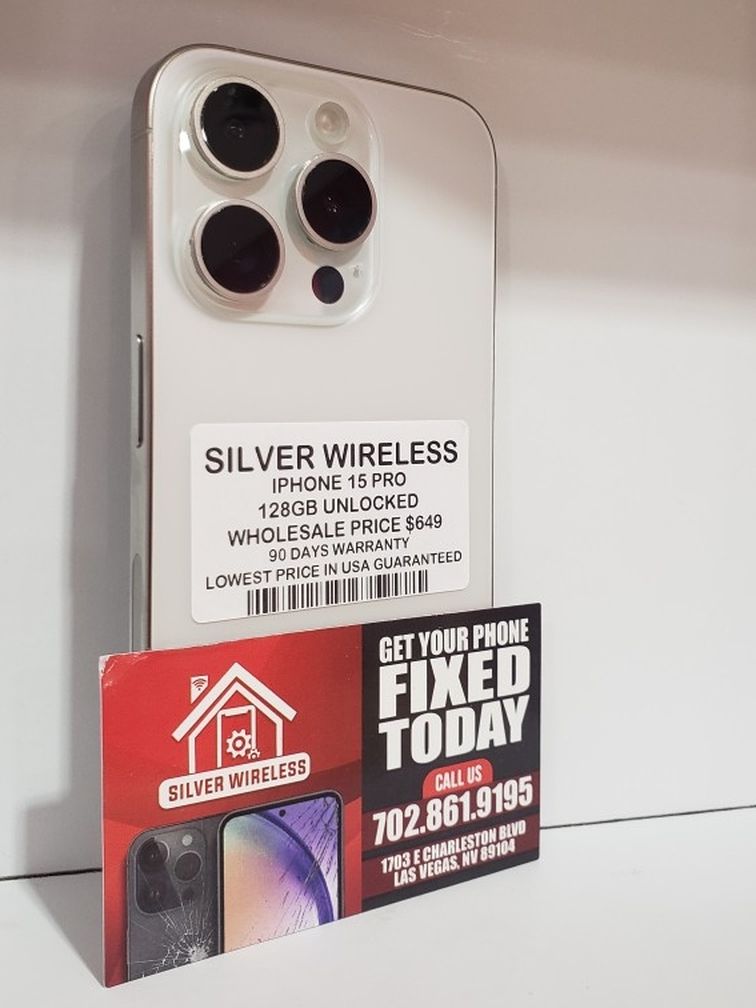 SILVER WIRELESS
IPHONE 15 PRO
128GB UNLOCKED
WHOLESALE PRICE $649
90 DAYS WARRANTY
LOWEST PRICE IN USA GUARANTEED
SILVER WIRELESS
GET YOUR PHONE
FIXED
TODAY
CALL US
702.861.9195
1703 E CHARLESTON BLVD
LAS VEGAS, NV 89104